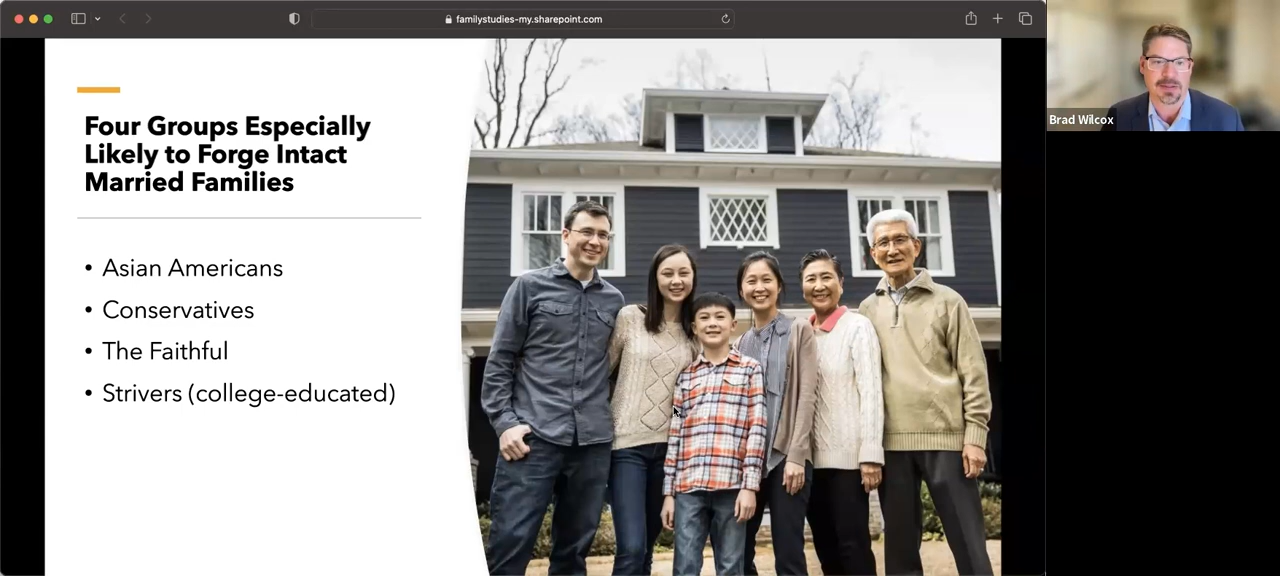 familystudies-my.sharepoint.com
Four Groups Especially
Likely to Forge Intact
Married Families
• Asian Americans
• Conservatives
• The Faithful
• Strivers (college-educated)
Brad Wilcox